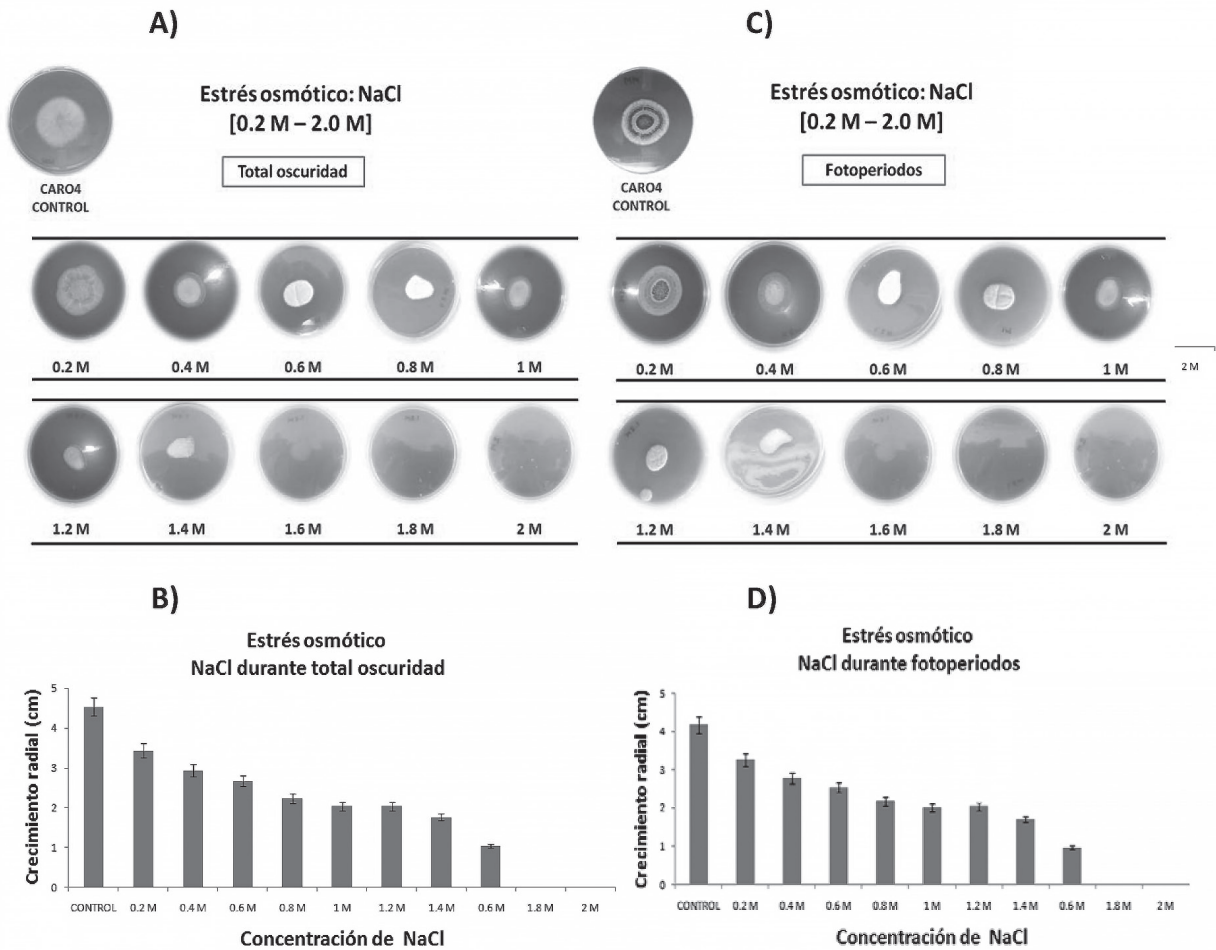 A)
Estrés osmótico: NaCl
[0.2 M – 2.0 M]
Total oscuridad
CARO4
CONTROL
0.2 M 0.4 M 0.6 M 0.8 M 1 M
1.2 M 1.4 M 1.6 M 1.8 M 2 M
C)
Estrés osmótico: NaCl
[0.2 M – 2.0 M]
Fotoperiodos
CARO4
CONTROL
0.2 M 0.4 M 0.6 M 0.8 M 1 M
2 M
1.2 M 1.4 M 1.6 M 1.8 M 2 M
B)
Estrés osmótico
NaCl durante total oscuridad
Crecimiento radial (cm)
5
4
3
2
1
0
CONTROL 0.2 M 0.4 M 0.6 M 0.8 M 1 M 1.2 M 1.4 M 0.6 M 1.8 M 2 M
Concentración de NaCl
D)
Estrés osmótico
NaCl durante fotoperiodos
Crecimiento radial (cm)
5
4
3
2
1
0
CONTROL 0.2 M 0.4 M 0.6 M 0.8 M 1 M 1.2 M 1.4 M 0.6 M 1.8 M 2 M
Concentración de NaCl